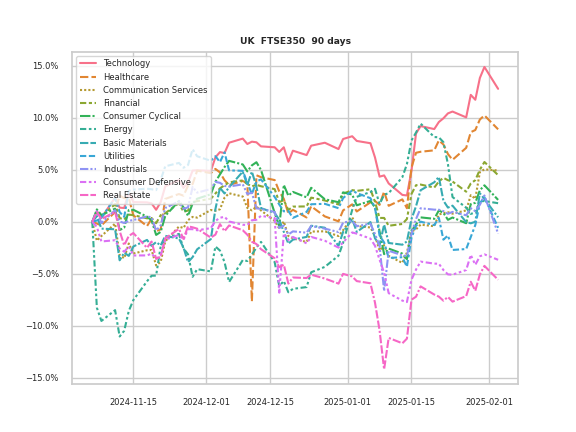 UK FTSE350 90 days
15.0%
10.0%
5.0%
0.0%
−5.0%
−10.0%
−15.0%
Technology
Healthcare
Communication Services
Financial
Consumer Cyclical
Energy
Basic Materials
Utilities
Industrials
Consumer Defensive
Real Estate
2024-11-15
2024-12-01
2024-12-15
2025-01-01
2025-01-15
2025-02-01